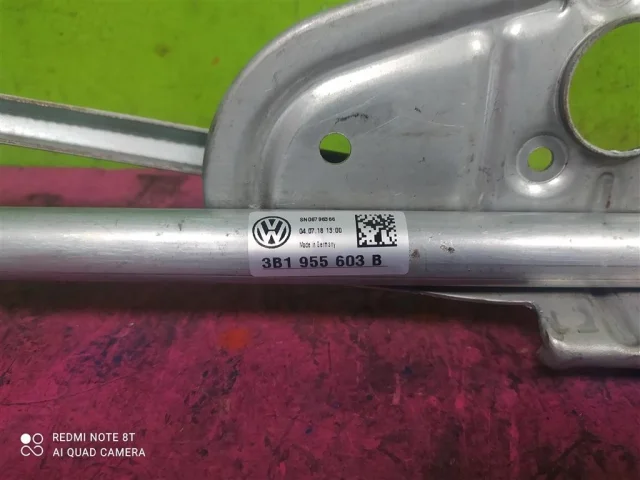 04.07.18 13:00
Made in Germany
3B1 955 603 B
REDMI NOTE 8T
AI QUAD CAMERA